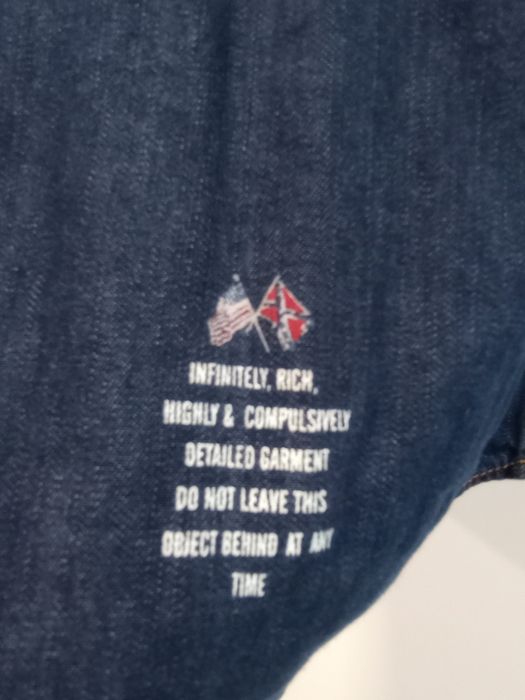 INFINITELY, RICH,
HIGHLY & COMPULSIVELY
DETAILED GARMENT
DO NOT LEAVE THIS
OBJECT BEHIND AT ANY
TIME